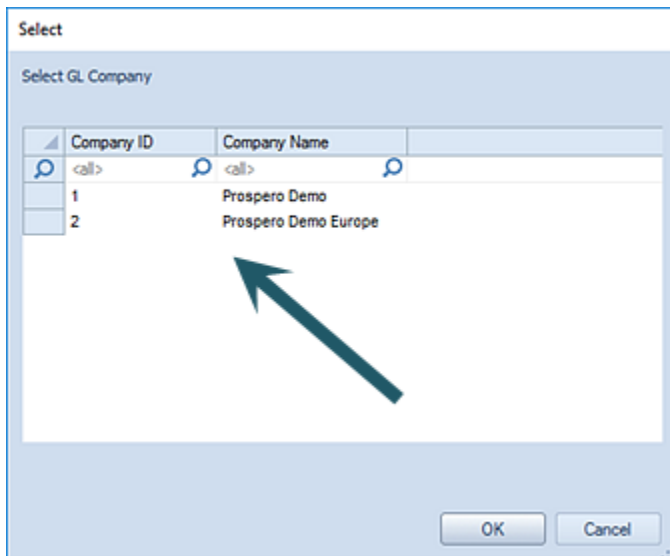 Select
Select GL Company
Company ID Company Name
<all> <all>
1 Prospero Demo
2 Prospero Demo Europe
OK Cancel